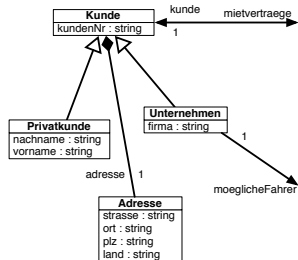 Kunde
kundenNr : string
kunde
mietvertraege
1
Privatkunde
nachname : string
vorname : string
Unternehmen
firma : string
1
adresse
1
moeglicheFahrer
Adresse
strasse : string
ort : string
plz : string
land : string